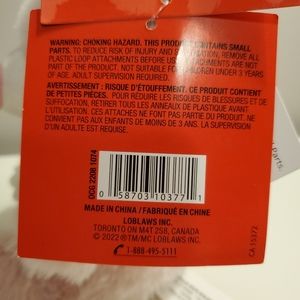 WARNING: CHOKING HAZARD. THIS PRODUCT CONTAINS SMALL
PARTS. TO REDUCE RISK OF INJURY AND SUFFOCATION, REMOVE ALL
PLASTIC LOOP ATTACHMENTS BEFORE USE. ATTACHMENTS ARE NOT
PART OF THE PRODUCT. NOT SUITABLE FOR CHILDREN UNDER 3 YEARS
OF AGE. ADULT SUPERVISION REQUIRED.
AVERTISSEMENT : RISQUE D'ÉTOUFFEMENT. CE PRODUIT CONTIENT
DE PETITES PIÈCES. POUR RÉDUIRE LES RISQUES DE BLESSURES ET DE
SUFFOCATION, RETIRER TOUS LES ANNEAUX DE PLASTIQUE AVANT
L'UTILISATION. CES ATTACHES NE FONT PAS PARTIE DU PRODUIT. NE
CONVIENT PAS AUX ENFANTS DE MOINS DE 3 ANS. LA SUPERVISION
D'UN ADULTE EST REQUISE.
0 58703 10377 1
MADE IN CHINA / FABRIQUÉ EN CHINE
LOBLAWS INC.
TORONTO ON M4T 2S8, CANADA
© 2022 ®/TM/MC LOBLAWS INC.
1-888-495-5111
CA 15372
Parts.